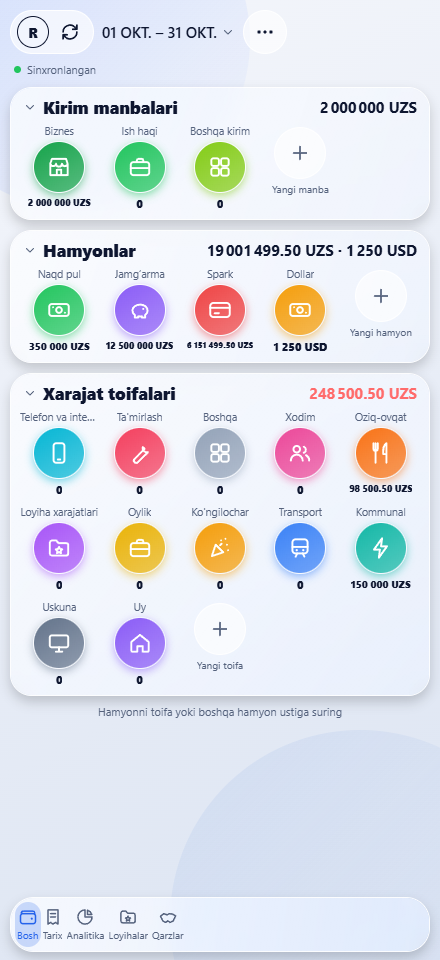 R 01 OKT. – 31 OKT.
Sinxronlangan
Kirim manbalari 2 000 000 UZS
Biznes Ish haqi Boshqa kirim
Yangi manba
2 000 000 UZS 0 0
Hamyonlar 19 001 499.50 UZS · 1 250 USD
Naqd pul Jamg‘arma Spark Dollar
Yangi hamyon
350 000 UZS 12 500 000 UZS 6 151 499.50 UZS 1 250 USD
Xarajat toifalari 248 500.50 UZS
Telefon va inte... Ta’mirlash Boshqa Xodim Oziq-ovqat
0 0 0 0 98 500.50 UZS
Loyiha xarajatlari Oylik Ko‘ngilochar Transport Kommunal
0 0 0 0 150 000 UZS
Uskuna Uy
Yangi toifa
0 0
Hamyonni toifa yoki boshqa hamyon ustiga suring
Bosh Tarix Analitika Loyihalar Qarzlar